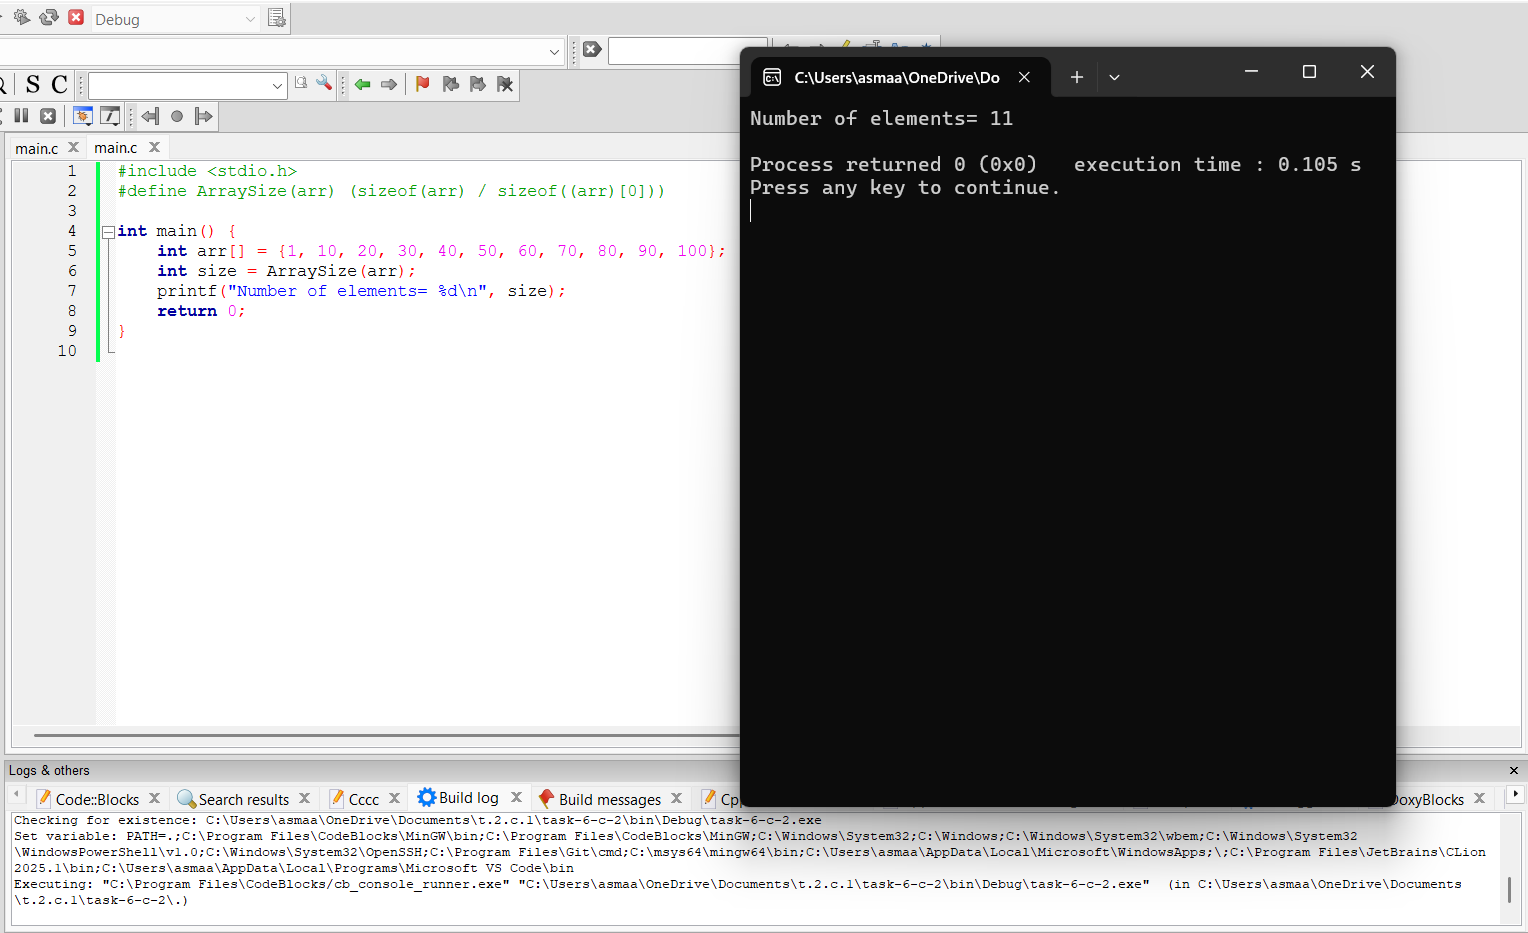 Debug
S C
C:\Users\asmaa\OneDrive\Do
main.c
main.c
1 #include <stdio.h>
2 #define ArraySize(arr) (sizeof(arr) / sizeof((arr)[0]))
3
4 int main() {
5 int arr[] = {1, 10, 20, 30, 40, 50, 60, 70, 80, 90, 100};
6 int size = ArraySize(arr);
7 printf("Number of elements= %d\n", size);
8 return 0;
9 }
10
Number of elements= 11
Process returned 0 (0x0)   execution time : 0.105 s
Press any key to continue.
Logs & others
Code::Blocks
Search results
Cccc
Build log
Build messages
DoxyBlocks
Checking for existence: C:\Users\asmaa\OneDrive\Documents\t.2.c.1\task-6-c-2\bin\Debug\task-6-c-2.exe
Set variable: PATH=.;C:\Program Files\CodeBlocks\MinGW\bin;C:\Program Files\CodeBlocks\MinGW;C:\Windows\System32;C:\Windows;C:\Windows\System32\wbem;C:\Windows\System32
\WindowsPowerShell\v1.0;C:\Windows\System32\OpenSSH;C:\Program Files\Git\cmd;C:\msys64\mingw64\bin;C:\Users\asmaa\AppData\Local\Microsoft\WindowsApps;\;C:\Program Files\JetBrains\CLion
2025.1\bin;C:\Users\asmaa\AppData\Local\Programs\Microsoft VS Code\bin
Executing: "C:\Program Files\CodeBlocks/cb_console_runner.exe" "C:\Users\asmaa\OneDrive\Documents\t.2.c.1\task-6-c-2\bin\Debug\task-6-c-2.exe"  (in C:\Users\asmaa\OneDrive\Documents
\t.2.c.1\task-6-c-2\.)